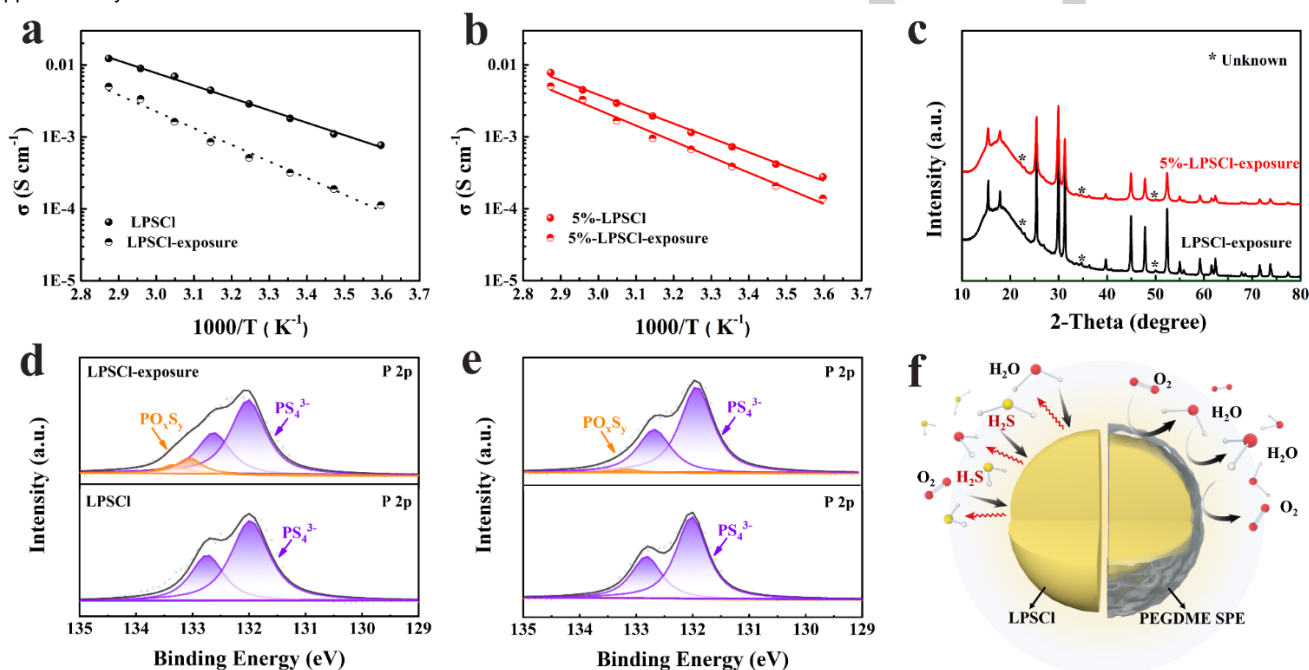 a
0.01
1E-3
1E-4
1E-5
σ (S cm⁻¹)
LPSCl
LPSCl-exposure
2.8 2.9 3.0 3.1 3.2 3.3 3.4 3.5 3.6 3.7
1000/T ( K⁻¹)
b
0.01
1E-3
1E-4
1E-5
σ (S cm⁻¹)
5%-LPSCl
5%-LPSCl-exposure
2.8 2.9 3.0 3.1 3.2 3.3 3.4 3.5 3.6 3.7
1000/T ( K⁻¹)
c
* Unknown
5%-LPSCl-exposure
LPSCl-exposure
* * *
* * *
Intensity (a.u.)
10 20 30 40 50 60 70 80
2-Theta (degree)
d
LPSCl-exposure
P 2p
POₓSᵧ
PS₄³⁻
LPSCl
P 2p
PS₄³⁻
Intensity (a.u.)
135 134 133 132 131 130 129
Binding Energy (eV)
e
P 2p
POₓSᵧ
PS₄³⁻
P 2p
PS₄³⁻
Intensity (a.u.)
135 134 133 132 131 130 129
Binding Energy (eV)
f
H₂O
H₂S
O₂
H₂S
O₂
H₂O
H₂O
O₂
LPSCl
PEGDME SPE